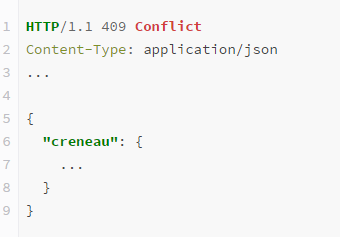 1 HTTP/1.1 409 Conflict
2 Content-Type: application/json
3 ...
4
5 {
6   "creneau": {
7     ...
8   }
9 }